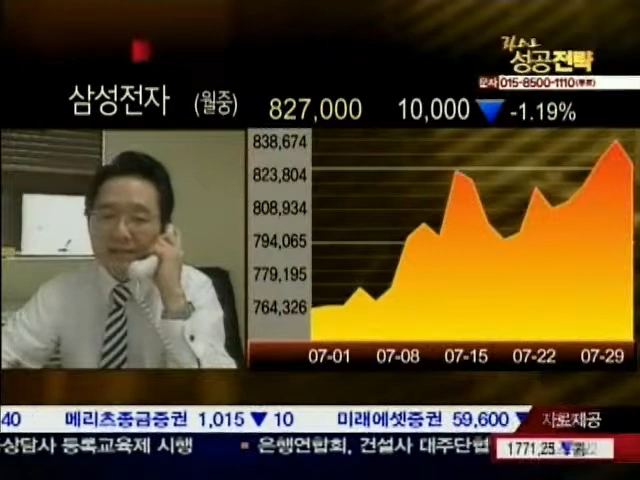 성공전략
문자 015-8500-1110(무료)
삼성전자 (월중) 827,000 10,000 ▼ -1.19%
838,674
823,804
808,934
794,065
779,195
764,326
07-01 07-08 07-15 07-22 07-29
40 메리츠종금증권 1,015 ▼ 10 미래에셋증권 59,600 ▼ 자료제공
상담사 등록교육제 시행 ▪ 은행연합회, 건설사 대주단협 1771,25